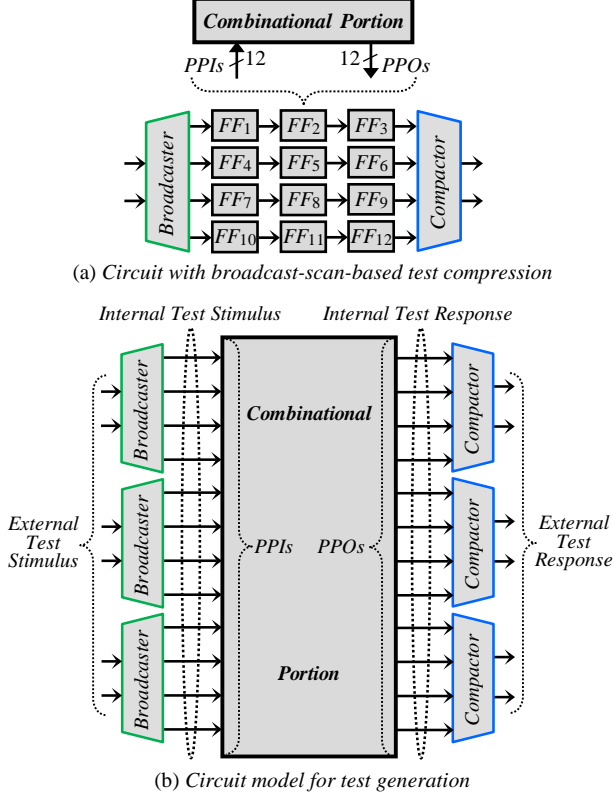 Combinational Portion
PPIs 12 12 PPOs
Broadcaster
FF1 FF2 FF3
FF4 FF5 FF6
FF7 FF8 FF9
FF10 FF11 FF12
Compactor
(a) Circuit with broadcast-scan-based test compression
Internal Test Stimulus Internal Test Response
Broadcaster
Combinational
Compactor
External
Test
Stimulus
Broadcaster
PPIs PPOs
Compactor
External
Test
Response
Broadcaster
Portion
Compactor
(b) Circuit model for test generation